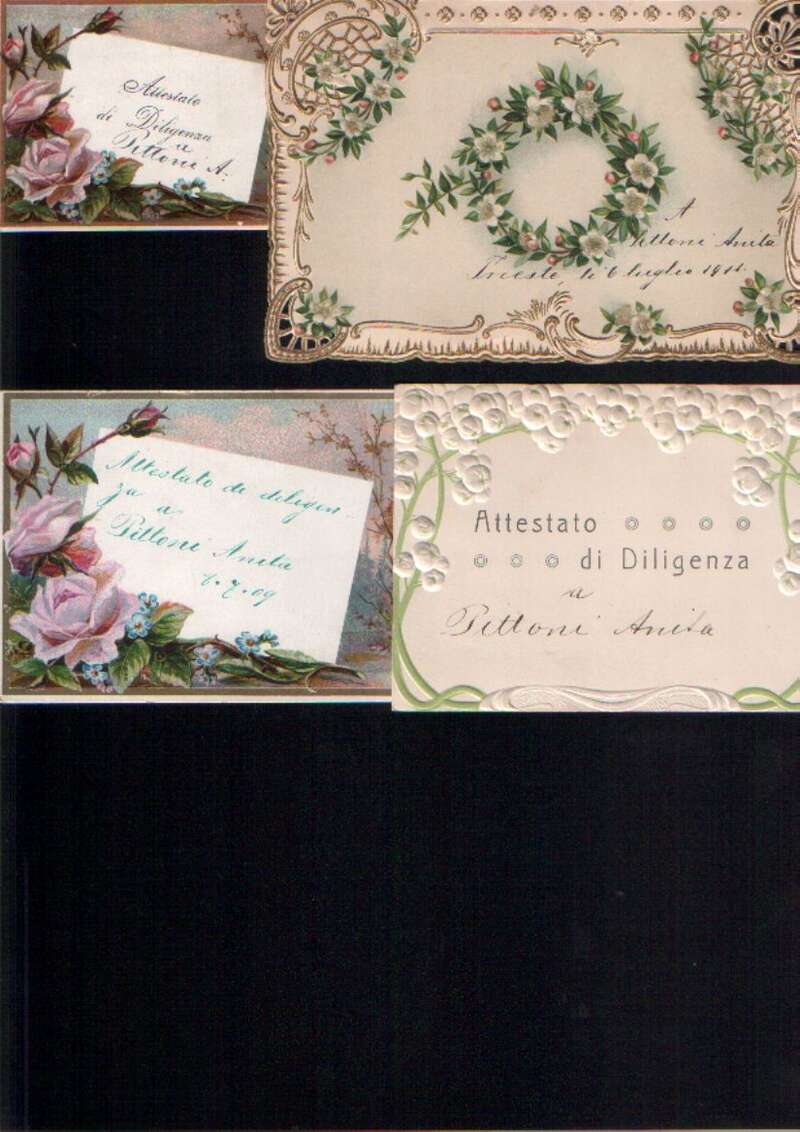 Attestato
di Diligenza
a
Pittoni A.
A
Pittoni Anita
Trieste, li 6 luglio 1911.
Attestato di diligen-
za a
Pittoni Anita
6.7.09
Attestato
di Diligenza
a
Pittoni Anita